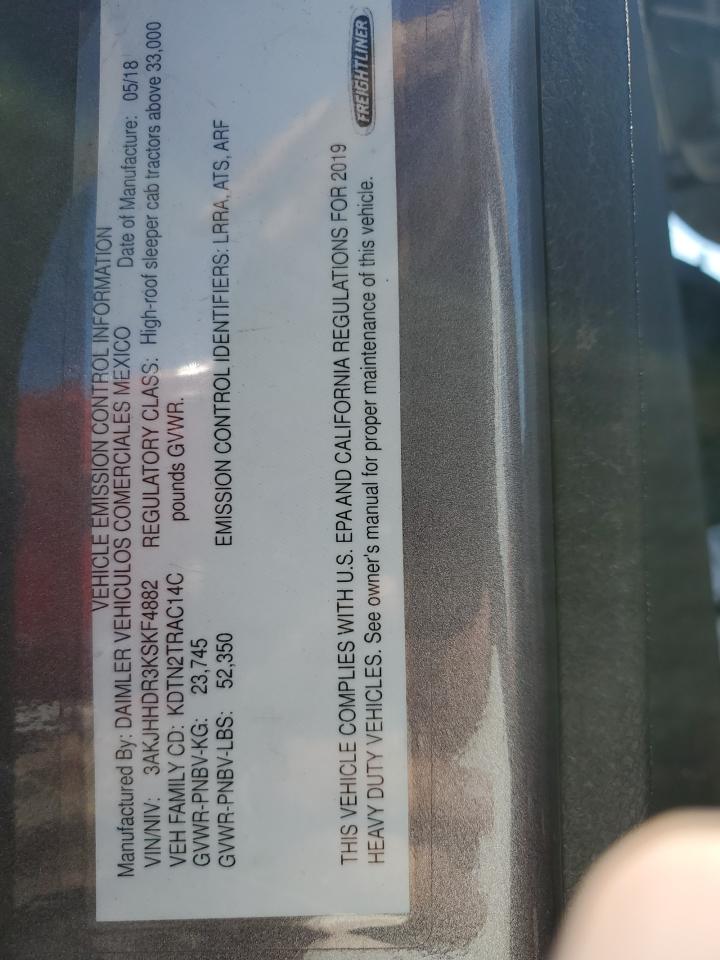 VEHICLE EMISSION CONTROL INFORMATION
Manufactured By: DAIMLER VEHICULOS COMERCIALES MEXICO Date of Manufacture: 05/18
VIN/NIV: 3AKJHHDR3KSKF4882 REGULATORY CLASS: High-roof sleeper cab tractors above 33,000
VEH FAMILY CD: KDTN2TRAC14C pounds GVWR.
GVWR-PNBV-KG: 23,745
GVWR-PNBV-LBS: 52,350 EMISSION CONTROL IDENTIFIERS: LRRA, ATS, ARF
THIS VEHICLE COMPLIES WITH U.S. EPA AND CALIFORNIA REGULATIONS FOR 2019
HEAVY DUTY VEHICLES. See owner's manual for proper maintenance of this vehicle.
FREIGHTLINER